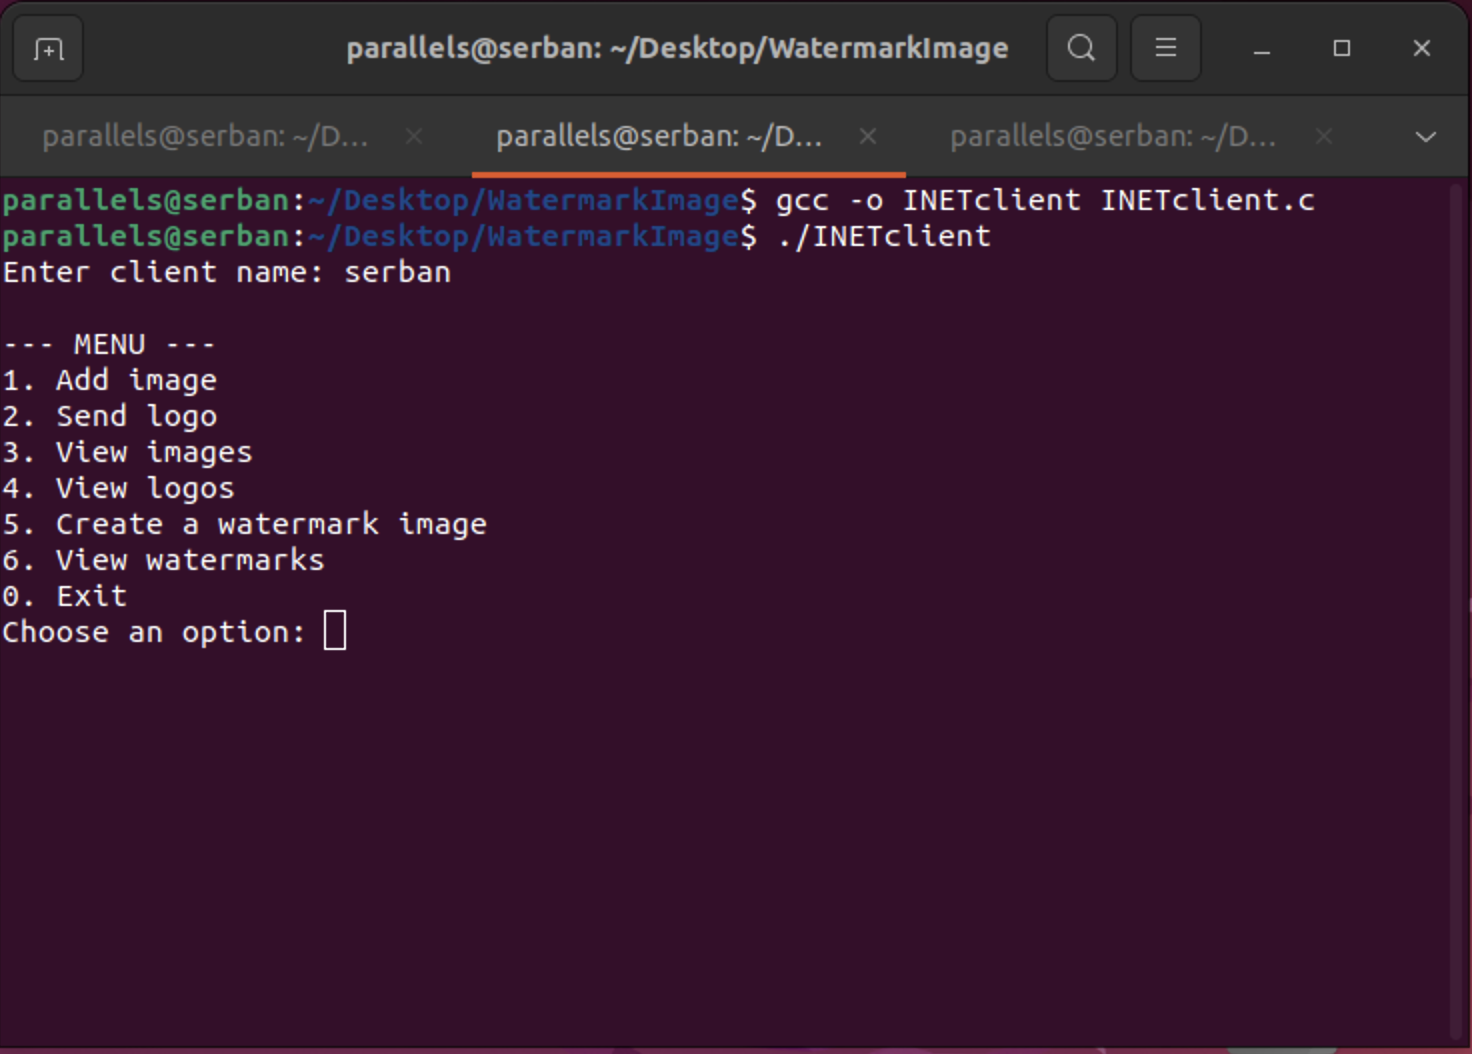 parallels@serban: ~/Desktop/WatermarkImage
parallels@serban: ~/D... parallels@serban: ~/D... parallels@serban: ~/D...
parallels@serban:~/Desktop/WatermarkImage$ gcc -o INETclient INETclient.c
parallels@serban:~/Desktop/WatermarkImage$ ./INETclient
Enter client name: serban
--- MENU ---
1. Add image
2. Send logo
3. View images
4. View logos
5. Create a watermark image
6. View watermarks
0. Exit
Choose an option: